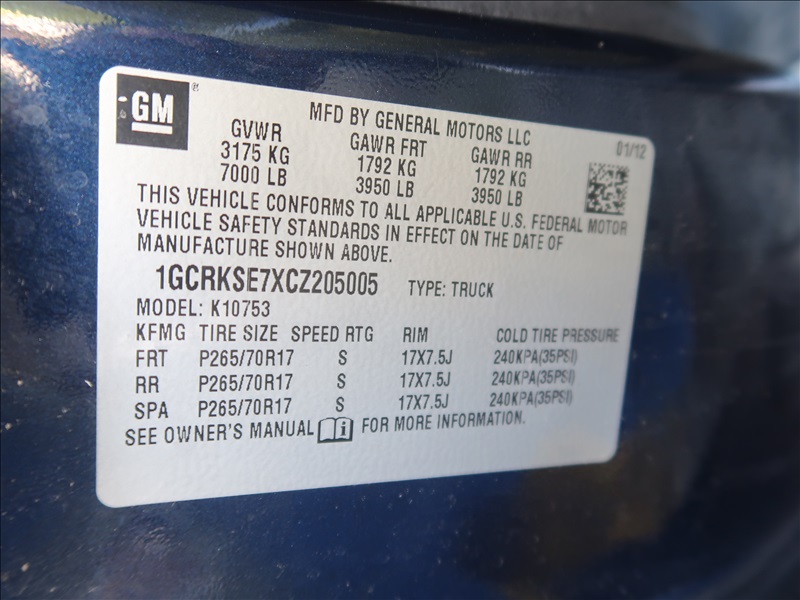 GM ®
MFD BY GENERAL MOTORS LLC
01/12
GVWR GAWR FRT GAWR RR
3175 KG 1792 KG 1792 KG
7000 LB 3950 LB 3950 LB
THIS VEHICLE CONFORMS TO ALL APPLICABLE U.S. FEDERAL MOTOR
VEHICLE SAFETY STANDARDS IN EFFECT ON THE DATE OF
MANUFACTURE SHOWN ABOVE.
1GCRKSE7XCZ205005 TYPE: TRUCK
MODEL: K10753
KFMG TIRE SIZE SPEED RTG RIM COLD TIRE PRESSURE
FRT P265/70R17 S 17X7.5J 240KPA(35PSI)
RR P265/70R17 S 17X7.5J 240KPA(35PSI)
SPA P265/70R17 S 17X7.5J 240KPA(35PSI)
SEE OWNER'S MANUAL i FOR MORE INFORMATION.